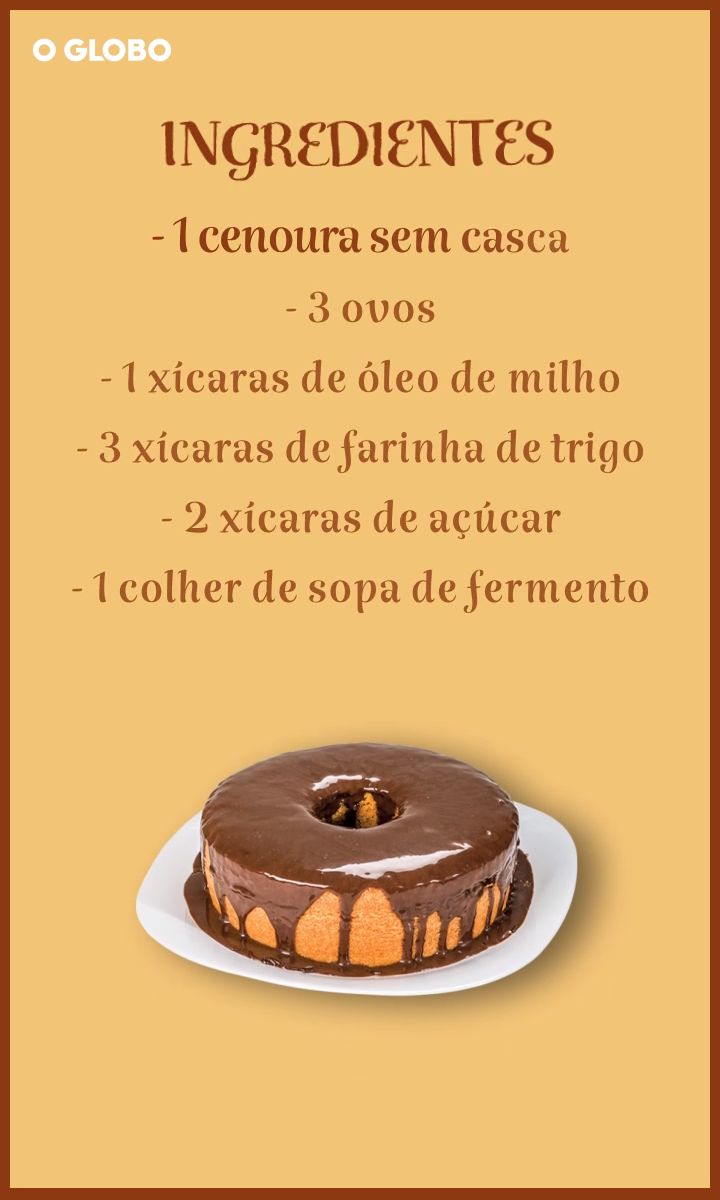 O GLOBO
INGREDIENTES
- 1 cenoura sem casca
- 3 ovos
- 1 xícaras de óleo de milho
- 3 xícaras de farinha de trigo
- 2 xícaras de açúcar
- 1 colher de sopa de fermento